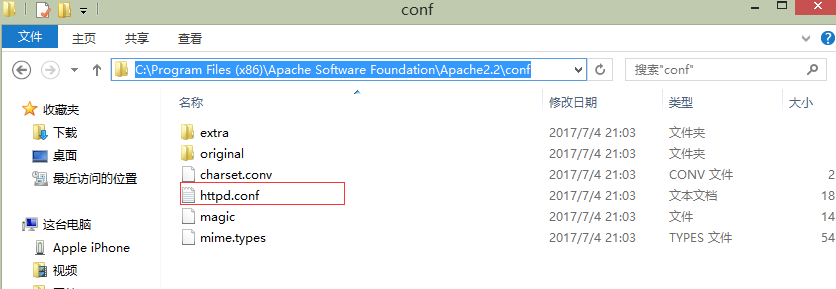 conf
文件 主页 共享 查看
C:\Program Files (x86)\Apache Software Foundation\Apache2.2\conf 搜索"conf"
名称 修改日期 类型 大小
收藏夹
下载
桌面
最近访问的位置
这台电脑
Apple iPhone
视频
extra 2017/7/4 21:03 文件夹
original 2017/7/4 21:03 文件夹
charset.conv 2017/7/4 21:03 CONV 文件 2
httpd.conf 2017/7/4 21:03 文本文档 18
magic 2017/7/4 21:03 文件 14
mime.types 2017/7/4 21:03 TYPES 文件 54